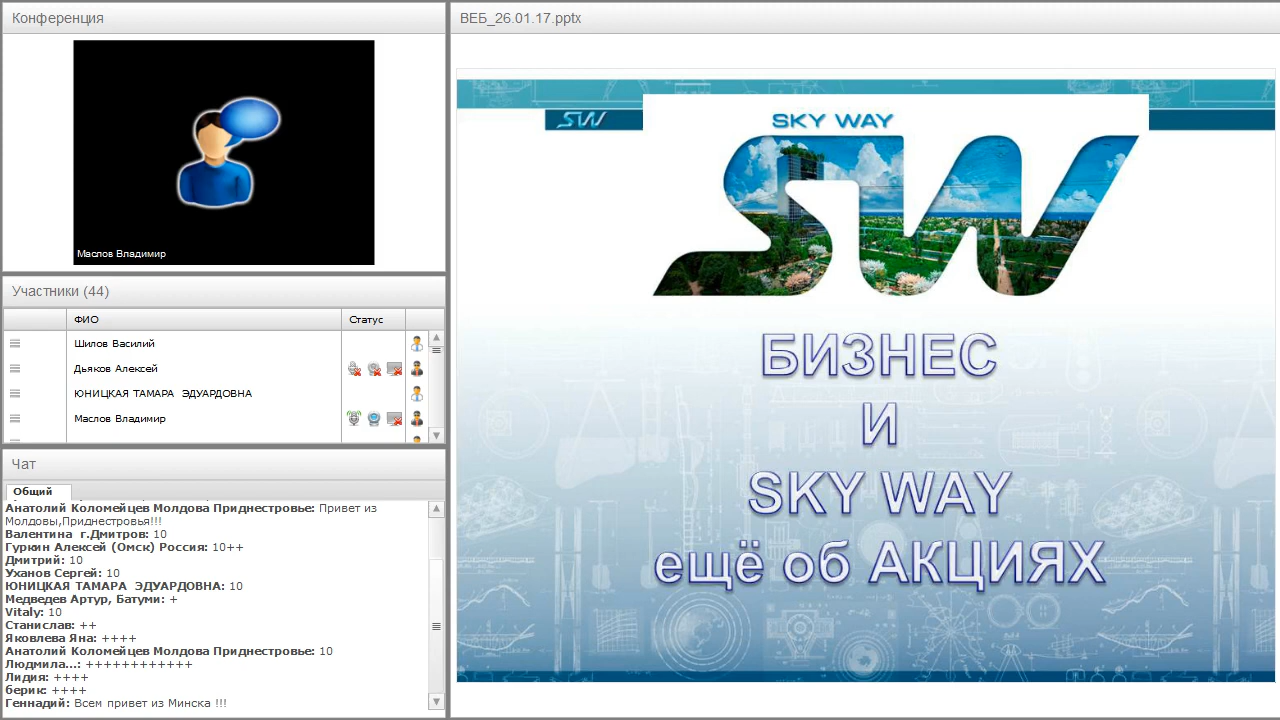 Конференция
Маслов Владимир
Участники (44)
ФИО
Статус
Шилов Василий
Дьяков Алексей
ЮНИЦКАЯ ТАМАРА ЭДУАРДОВНА
Маслов Владимир
Чат
Общий
Анатолий Коломейцев Молдова Приднестровье: Привет из
Молдовы,Приднестровья!!!
Валентина г.Дмитров: 10
Гуркин Алексей (Омск) Россия: 10++
Дмитрий: 10
Уханов Сергей: 10
ЮНИЦКАЯ ТАМАРА ЭДУАРДОВНА: 10
Медведев Артур, Батуми: +
Vitaly: 10
Станислав: ++
Яковлева Яна: ++++
Анатолий Коломейцев Молдова Приднестровье: 10
Людмила...: ++++++++++++
Лидия: ++++
берик: ++++
Геннадий: Всем привет из Минска !!!
ВЕБ_26.01.17.pptx
SW
SKY WAY
SW
БИЗНЕС
И
SKY WAY
ещё об АКЦИЯХ